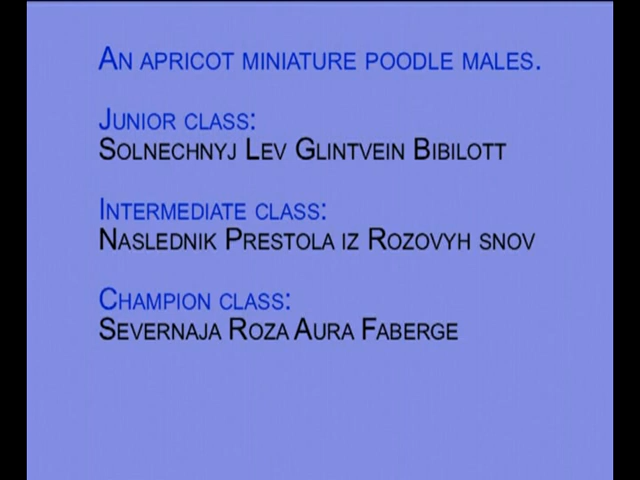 An apricot miniature poodle males.
Junior class:
Solnechnyj Lev Glintvein Bibilott
Intermediate class:
Naslednik Prestola iz Rozovyh snov
Champion class:
Severnaja Roza Aura Faberge